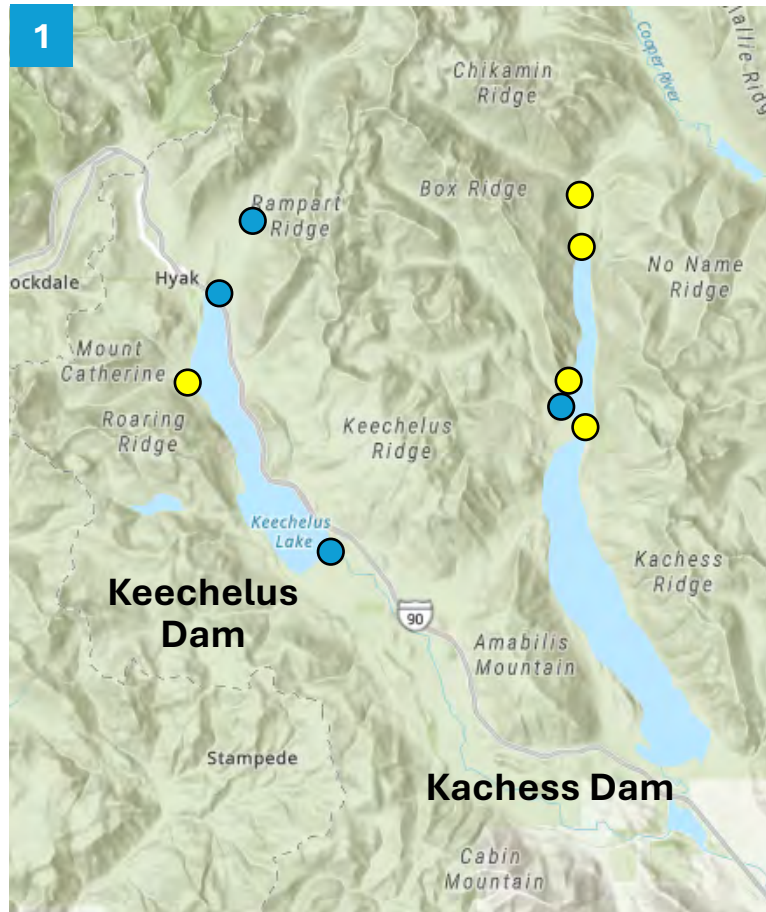 1
Chikamin
Ridge
Cooper River
Box Ridge
Rampart
Ridge
No Name
Ridge
ockdale
Hyak
Mount
Catherine
Roaring
Ridge
Keechelus
Ridge
Keechelus
Lake
Kachess
Ridge
Keechelus
Dam
90
Amabilis
Mountain
Stampede
Kachess Dam
Cabin
Mountain